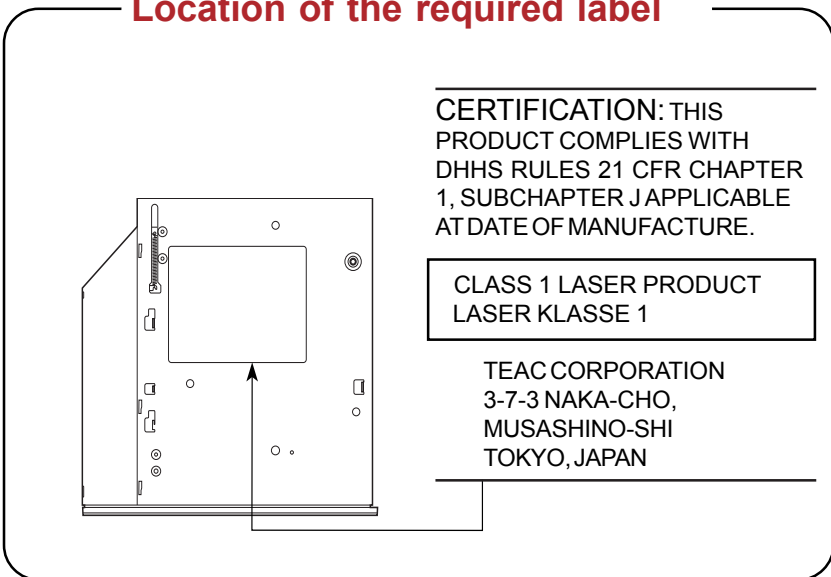 Location of the required label
CERTIFICATION: THIS
PRODUCT COMPLIES WITH
DHHS RULES 21 CFR CHAPTER
1, SUBCHAPTER J APPLICABLE
AT DATE OF MANUFACTURE.
CLASS 1 LASER PRODUCT
LASER KLASSE 1
TEAC CORPORATION
3-7-3 NAKA-CHO,
MUSASHINO-SHI
TOKYO, JAPAN